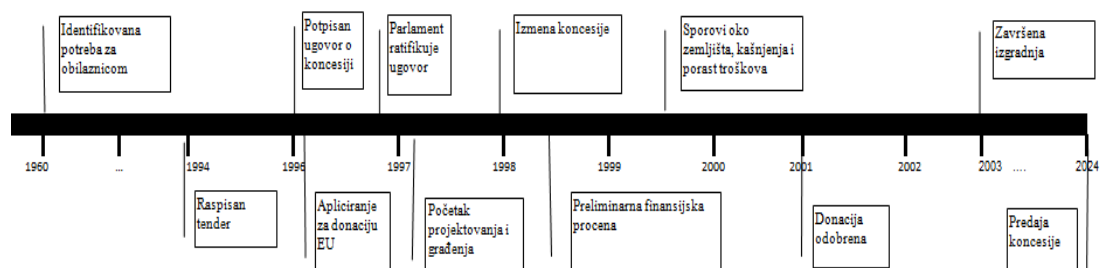 Identifikovana
potreba za
obilaznicom
Potpisan
ugovor o
koncesiji
Parlament
ratifikuje
ugovor
Izmena koncesije
Sporovi oko
zemljišta, kašnjenja i
porast troškova
Završena
izgradnja
1960
...
1994
1996
1997
1998
1999
2000
2001
2002
2003 ....
2024
Raspisan
tender
Apliciranje
za donaciju
EU
Početak
projektovanja i
građenja
Preliminarna finansijska
procena
Donacija
odobrena
Predaja
koncesije